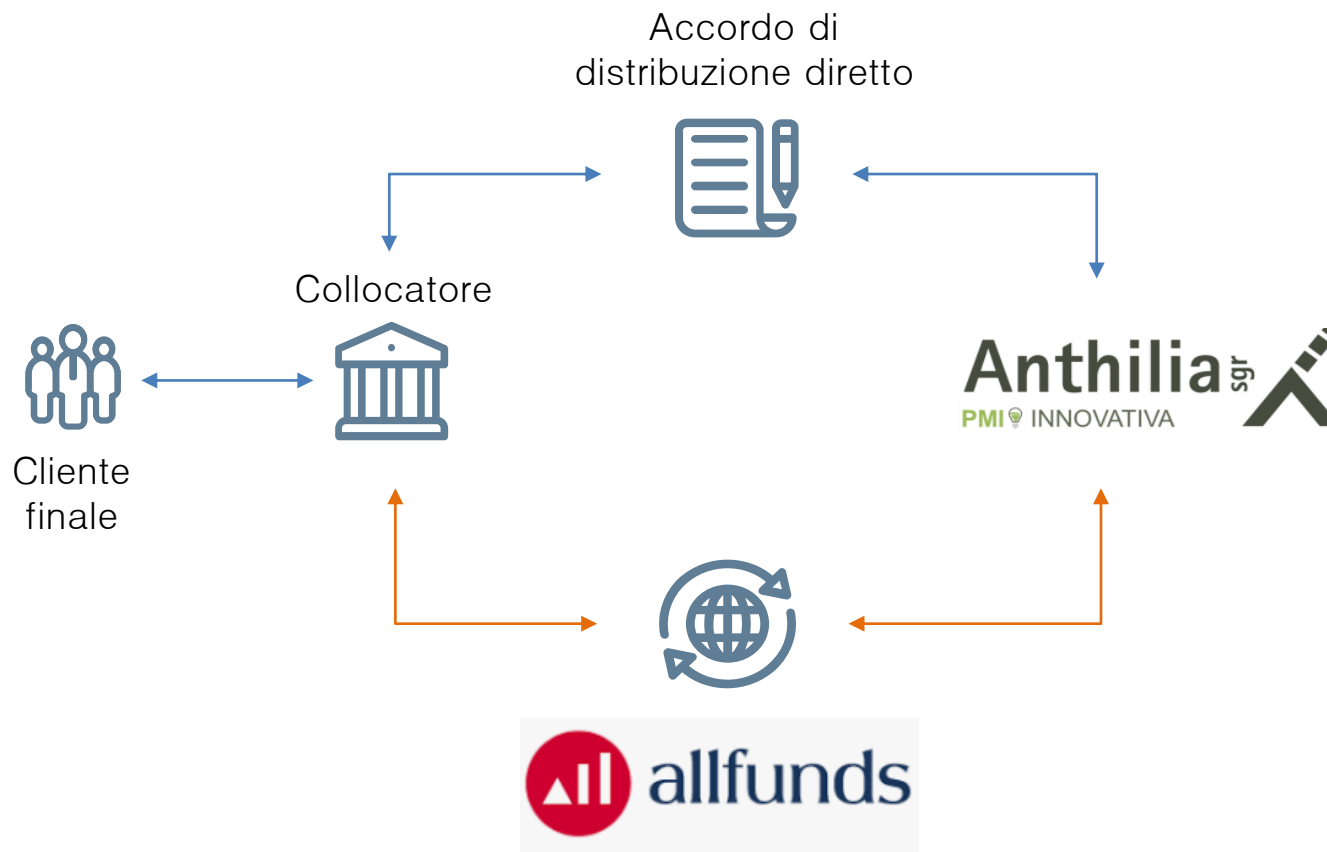 Accordo di
distribuzione diretto
Collocatore
Cliente
finale
Anthilia sgr
PMI INNOVATIVA
allfunds